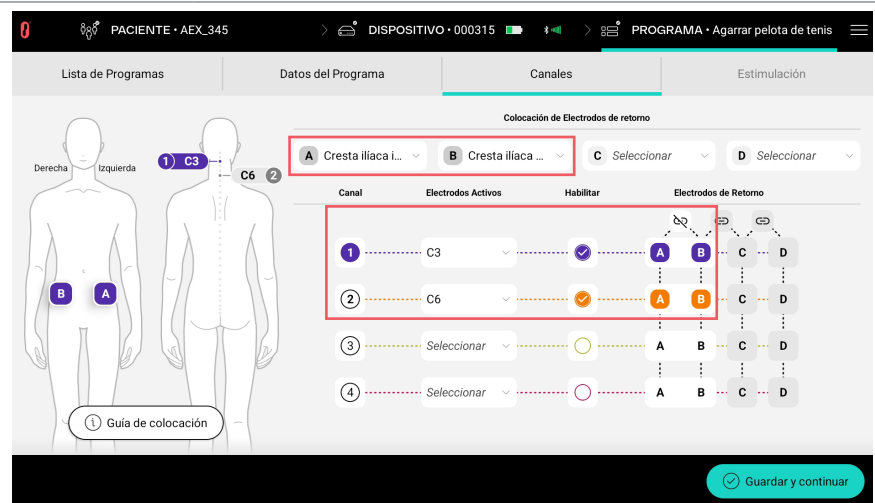 PACIENTE • AEX_345
DISPOSITIVO • 000315
PROGRAMA • Agarrar pelota de tenis
Lista de Programas
Datos del Programa
Canales
Estimulación
Colocación de Electrodos de retorno
A Cresta ilíaca i...
B Cresta ilíaca ...
C Seleccionar
D Seleccionar
Derecha
Izquierda
1 C3
C6 2
B
A
Canal
Electrodos Activos
Habilitar
Electrodos de Retorno
1 C3 A B C D
2 C6 A B C D
3 Seleccionar A B C D
4 Seleccionar A B C D
i Guía de colocación
Guardar y continuar